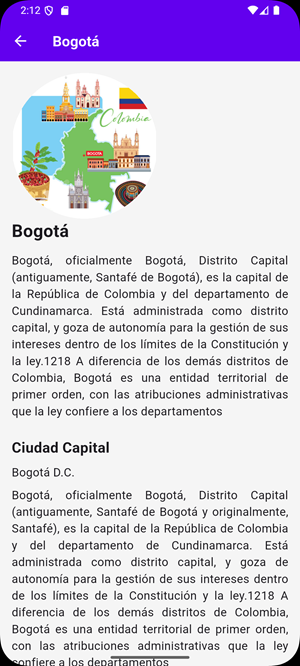 2:12
Bogotá
Colombia
BOGOTÁ
Bogotá
Bogotá, oficialmente Bogotá, Distrito Capital
(antiguamente, Santafé de Bogotá), es la capital de
la República de Colombia y del departamento de
Cundinamarca. Está administrada como distrito
capital, y goza de autonomía para la gestión de sus
intereses dentro de los límites de la Constitución y
la ley.1218 A diferencia de los demás distritos de
Colombia, Bogotá es una entidad territorial de
primer orden, con las atribuciones administrativas
que la ley confiere a los departamentos
Ciudad Capital
Bogotá D.C.
Bogotá, oficialmente Bogotá, Distrito Capital
(antiguamente, Santafé de Bogotá y originalmente,
Santafé), es la capital de la República de Colombia
y del departamento de Cundinamarca. Está
administrada como distrito capital, y goza de
autonomía para la gestión de sus intereses dentro
de los límites de la Constitución y la ley.1218 A
diferencia de los demás distritos de Colombia,
Bogotá es una entidad territorial de primer orden,
con las atribuciones administrativas que la ley
confiere a los departamentos